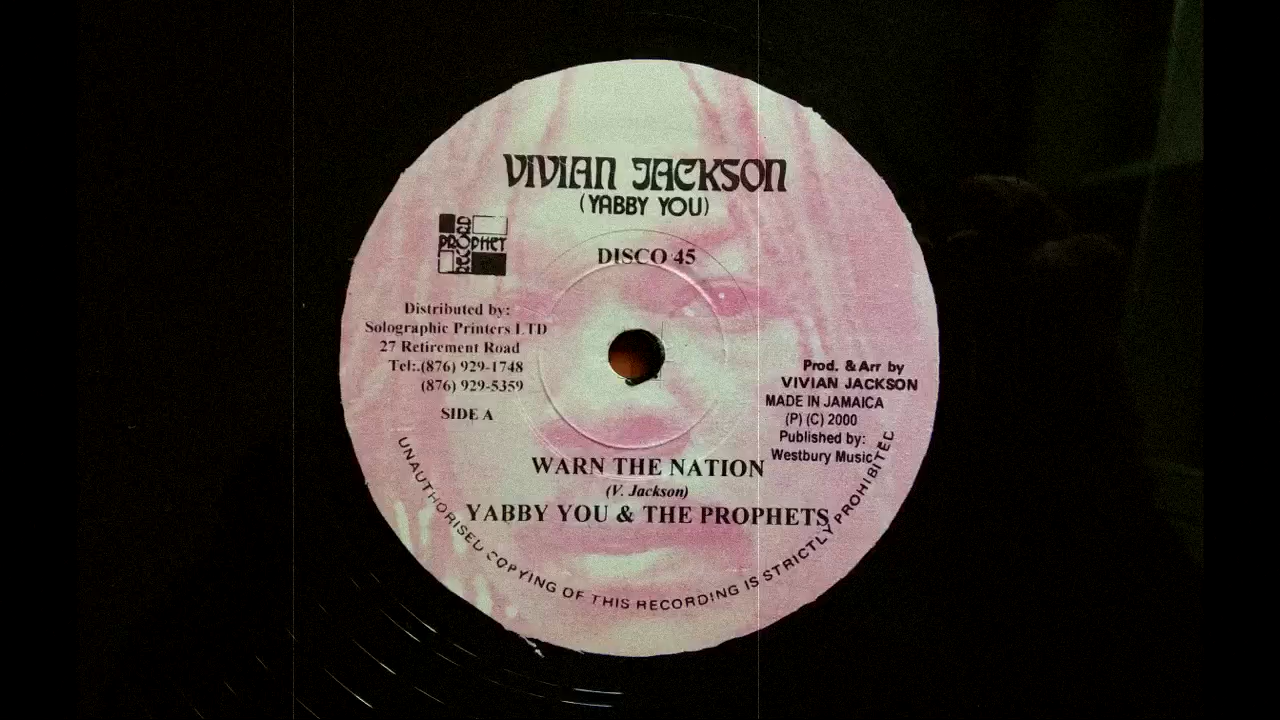 VIVIAN JACKSON
(YABBY YOU)
PROPHET
RECORD
DISCO 45
Distributed by:
Solographic Printers LTD
27 Retirement Road
Tel:.(876) 929-1748
(876) 929-5359
SIDE A
Prod. & Arr by
VIVIAN JACKSON
MADE IN JAMAICA
(P) (C) 2000
Published by:
Westbury Music
WARN THE NATION
(V. Jackson)
YABBY YOU & THE PROPHETS
UNAUTHORISED COPYING OF THIS RECORDING IS STRICTLY PROHIBITED